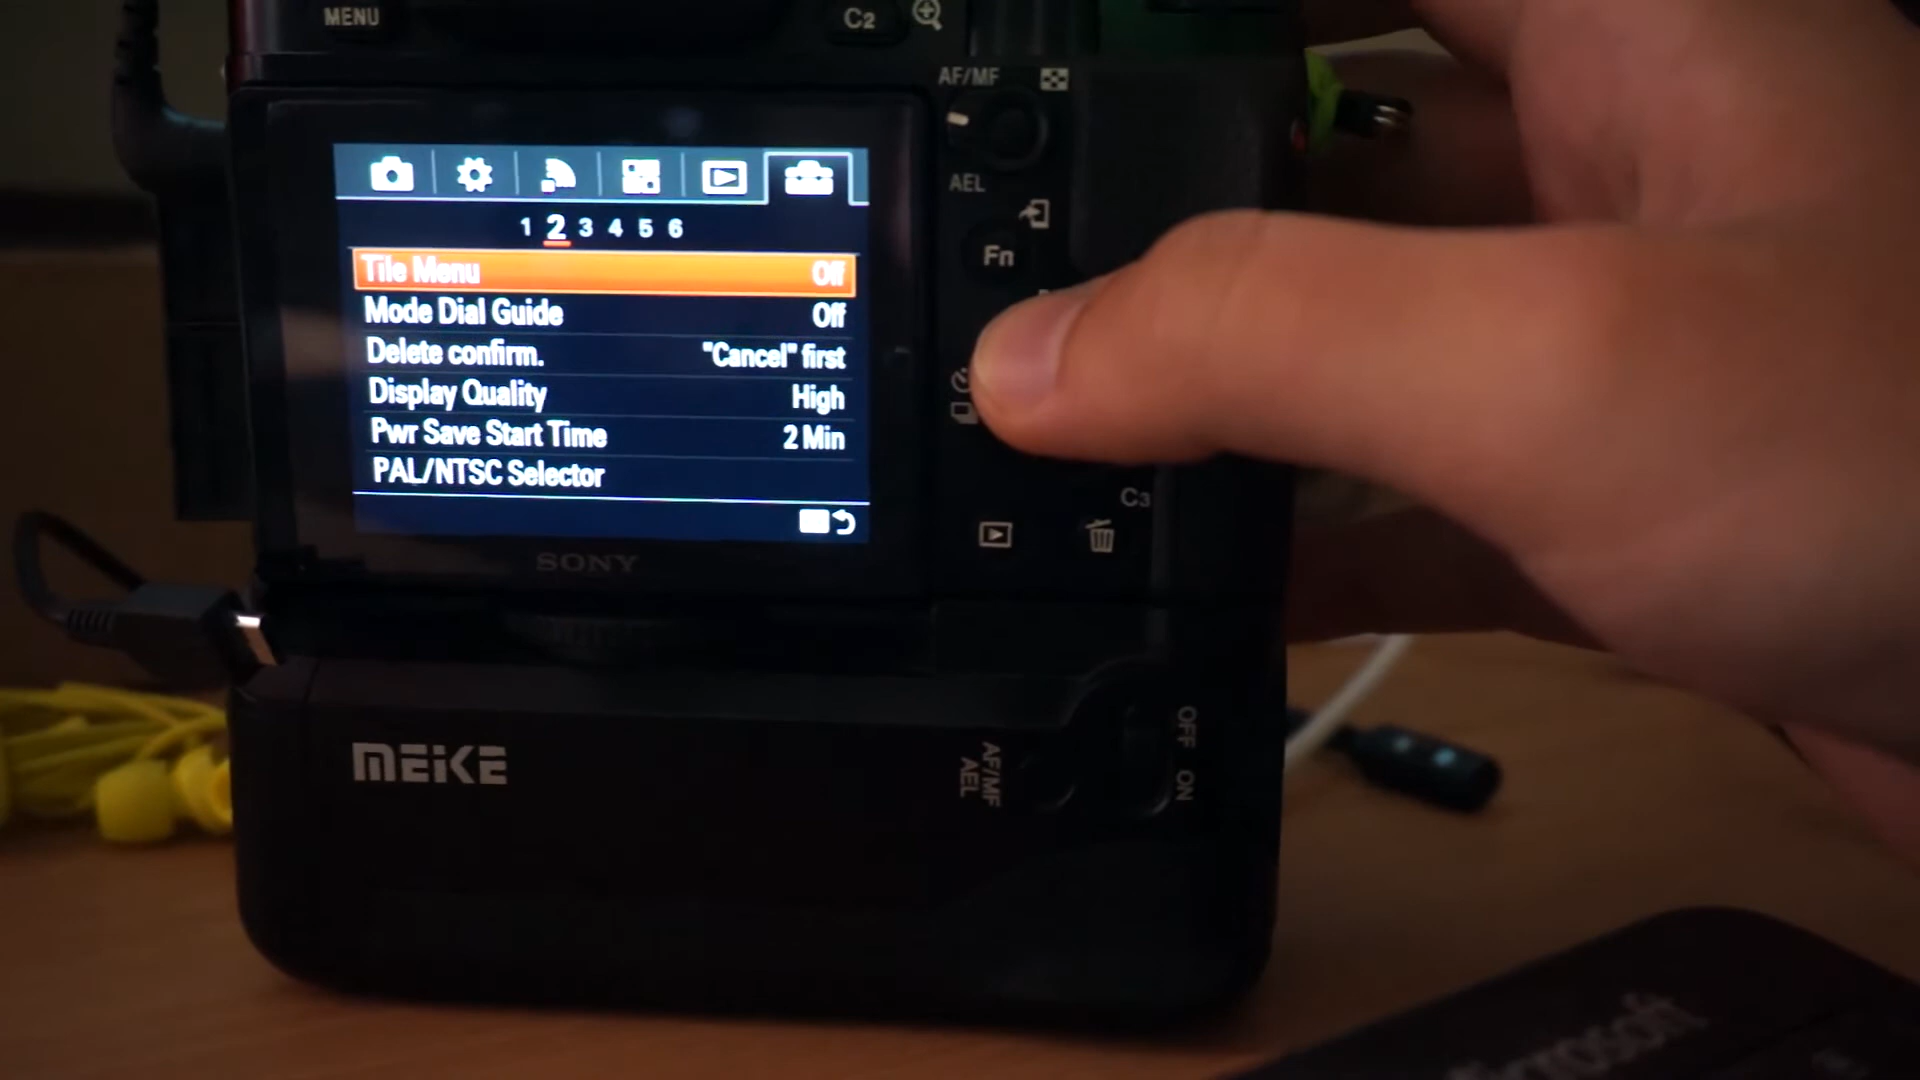 MENU
C2
AF/MF
AEL
Fn
1 2 3 4 5 6
Tile Menu Off
Mode Dial Guide Off
Delete confirm. "Cancel" first
Display Quality High
Pwr Save Start Time 2 Min
PAL/NTSC Selector
C3
SONY
MEIKE
AF/MF
AEL
OFF ON
Microsoft